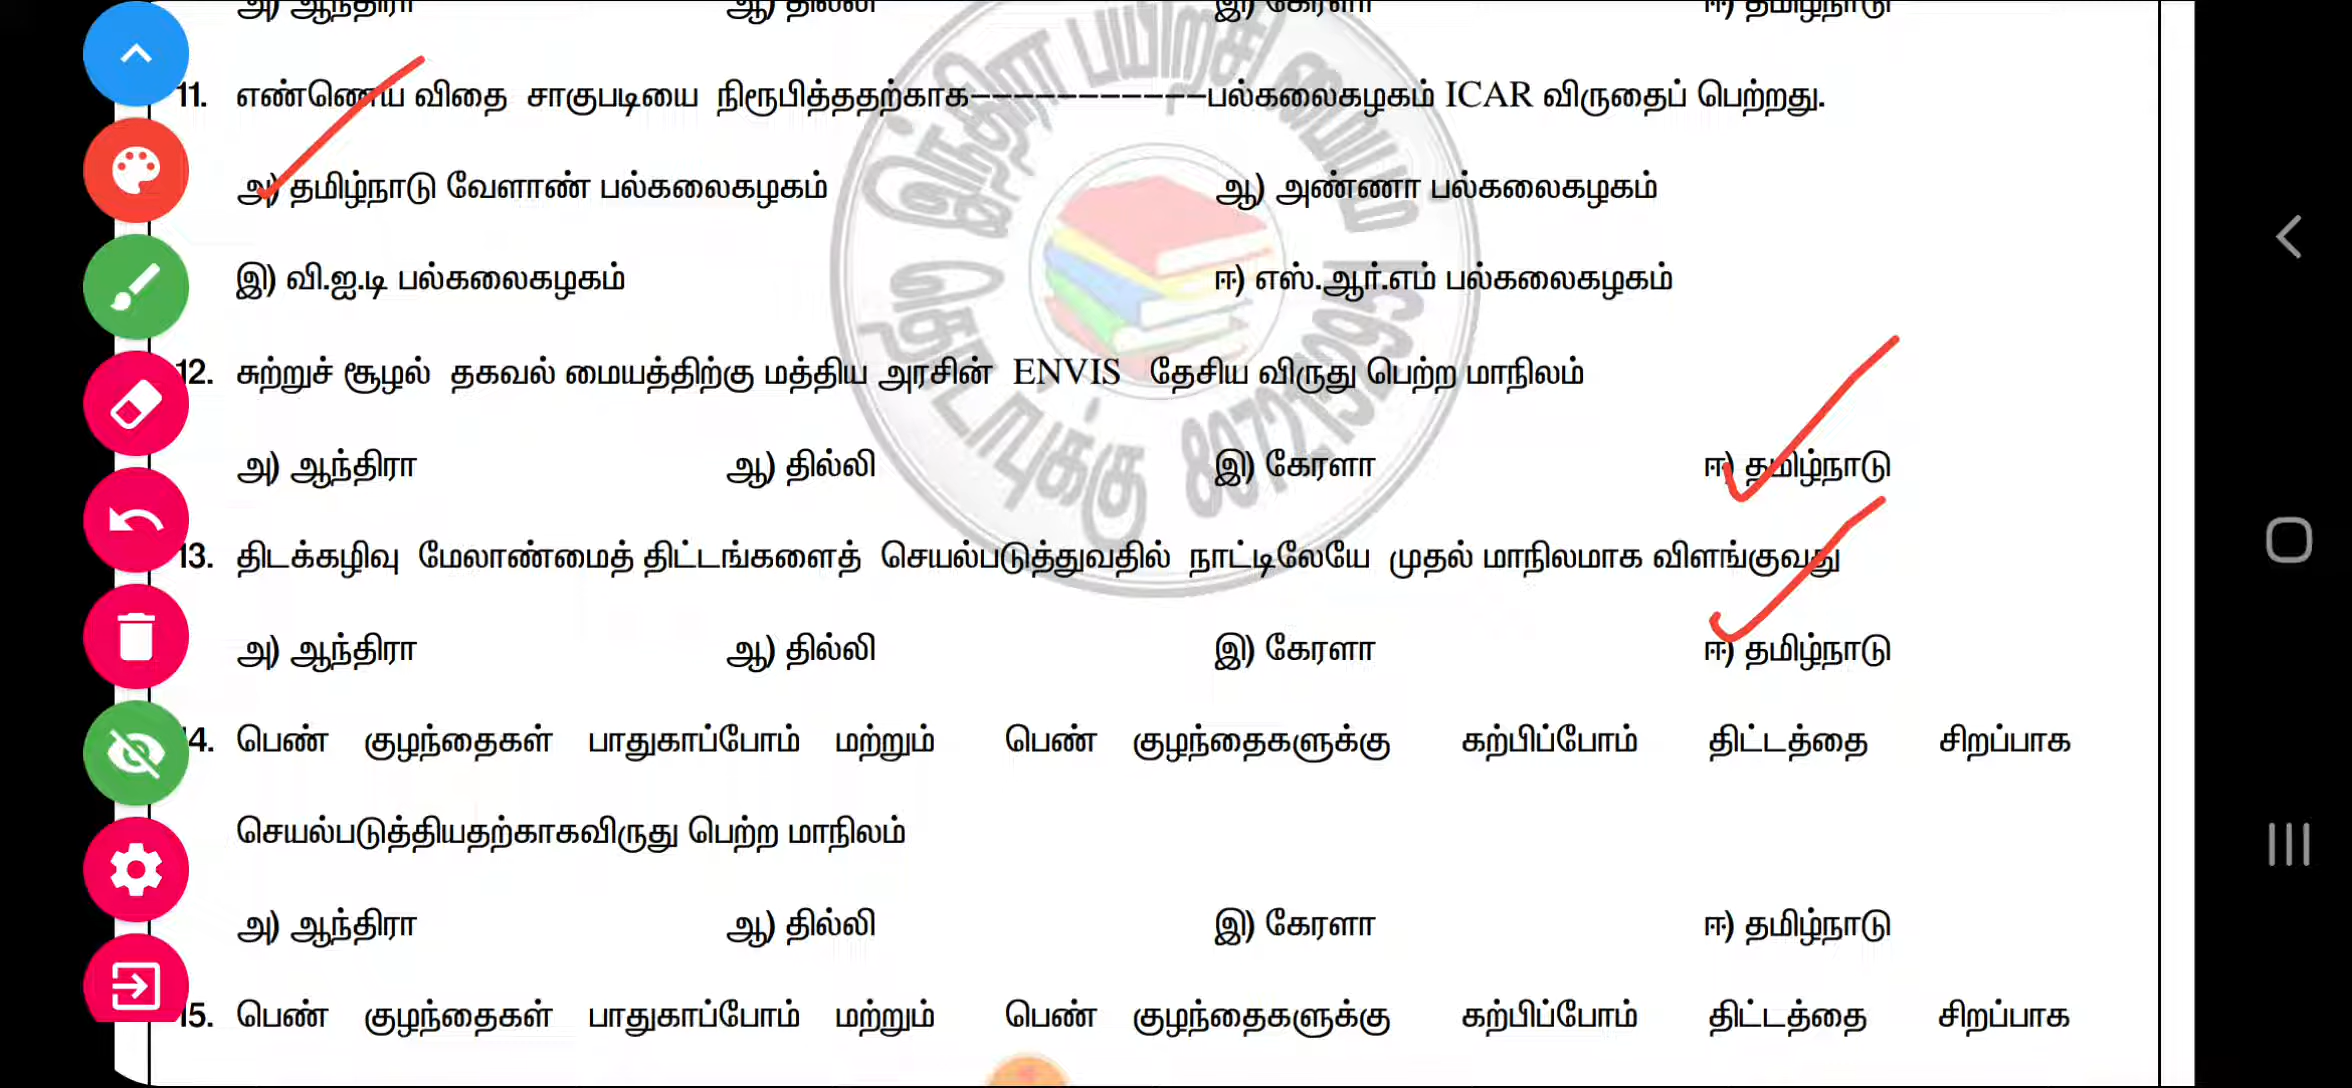 அ) ஆந்திரா ஆ) தில்லி இ) கேரளா ஈ) தமிழ்நாடு
11. எண்ணெய் விதை சாகுபடியை நிரூபித்ததற்காக-----------பல்கலைகழகம் ICAR விருதைப் பெற்றது.
அ) தமிழ்நாடு வேளாண் பல்கலைகழகம் ஆ) அண்ணா பல்கலைகழகம்
இ) வி.ஐ.டி பல்கலைகழகம் ஈ) எஸ்.ஆர்.எம் பல்கலைகழகம்
12. சுற்றுச் சூழல் தகவல் மையத்திற்கு மத்திய அரசின் ENVIS தேசிய விருது பெற்ற மாநிலம்
அ) ஆந்திரா ஆ) தில்லி இ) கேரளா ஈ) தமிழ்நாடு
13. திடக்கழிவு மேலாண்மைத் திட்டங்களைத் செயல்படுத்துவதில் நாட்டிலேயே முதல் மாநிலமாக விளங்குவது
அ) ஆந்திரா ஆ) தில்லி இ) கேரளா ஈ) தமிழ்நாடு
14. பெண் குழந்தைகள் பாதுகாப்போம் மற்றும் பெண் குழந்தைகளுக்கு கற்பிப்போம் திட்டத்தை சிறப்பாக
செயல்படுத்தியதற்காகவிருது பெற்ற மாநிலம்
அ) ஆந்திரா ஆ) தில்லி இ) கேரளா ஈ) தமிழ்நாடு
15. பெண் குழந்தைகள் பாதுகாப்போம் மற்றும் பெண் குழந்தைகளுக்கு கற்பிப்போம் திட்டத்தை சிறப்பாக